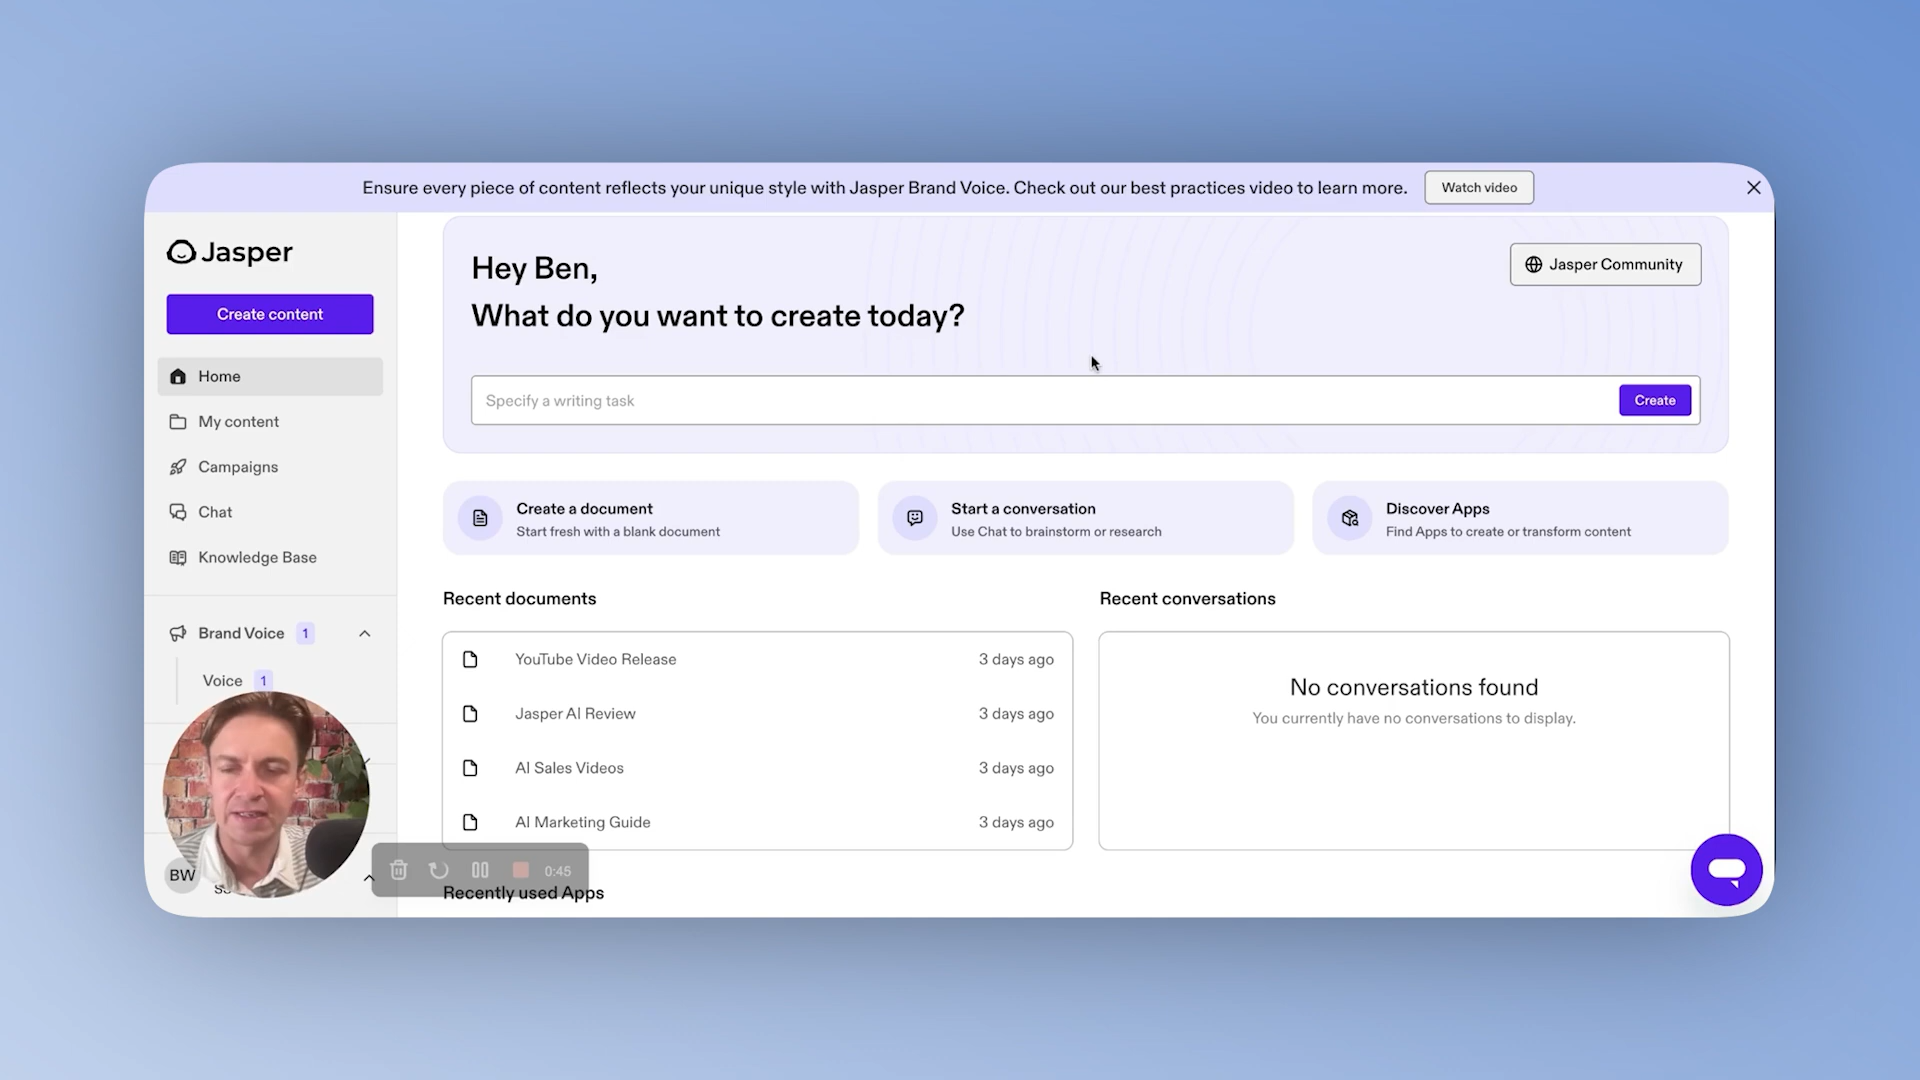 Ensure every piece of content reflects your unique style with Jasper Brand Voice. Check out our best practices video to learn more.
Watch video
Jasper
Create content
Home
My content
Campaigns
Chat
Knowledge Base
Brand Voice 1
Voice 1
BW
Hey Ben,
What do you want to create today?
Jasper Community
Specify a writing task
Create
Create a document
Start fresh with a blank document
Start a conversation
Use Chat to brainstorm or research
Discover Apps
Find Apps to create or transform content
Recent documents
YouTube Video Release 3 days ago
Jasper AI Review 3 days ago
AI Sales Videos 3 days ago
AI Marketing Guide 3 days ago
Recent conversations
No conversations found
You currently have no conversations to display.
0:45
Recently used Apps